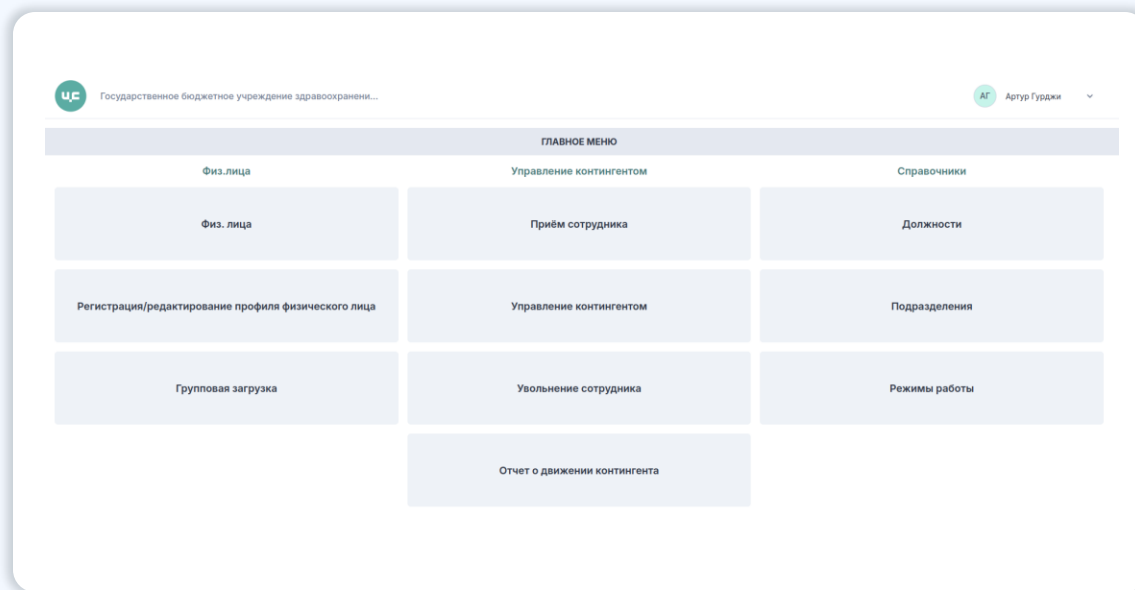 цс
Государственное бюджетное учреждение здравоохранени...
АГ
Артур Гурджи
ГЛАВНОЕ МЕНЮ
Физ.лица
Управление контингентом
Справочники
Физ. лица
Приём сотрудника
Должности
Регистрация/редактирование профиля физического лица
Управление контингентом
Подразделения
Групповая загрузка
Увольнение сотрудника
Режимы работы
Отчет о движении контингента